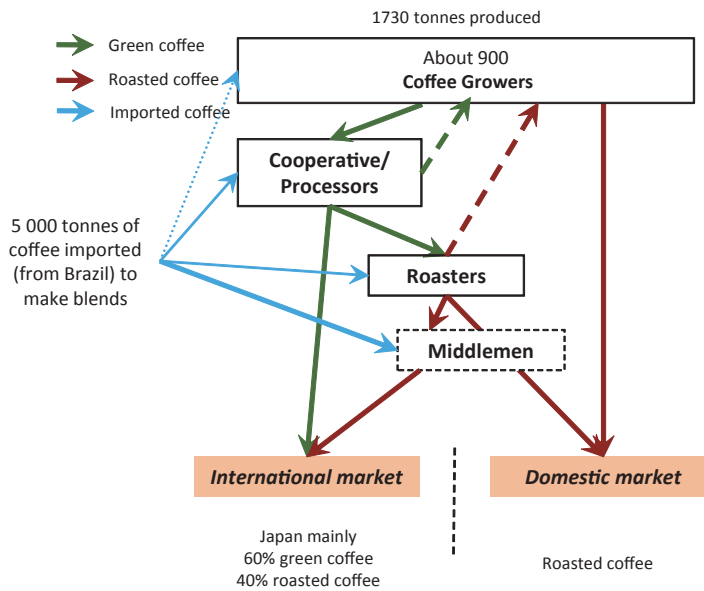 1730 tonnes produced
Green coffee
Roasted coffee
Imported coffee
About 900
Coffee Growers
Cooperative/
Processors
5 000 tonnes of
coffee imported
(from Brazil) to
make blends
Roasters
Middlemen
International market
Domestic market
Japan mainly
60% green coffee
40% roasted coffee
Roasted coffee